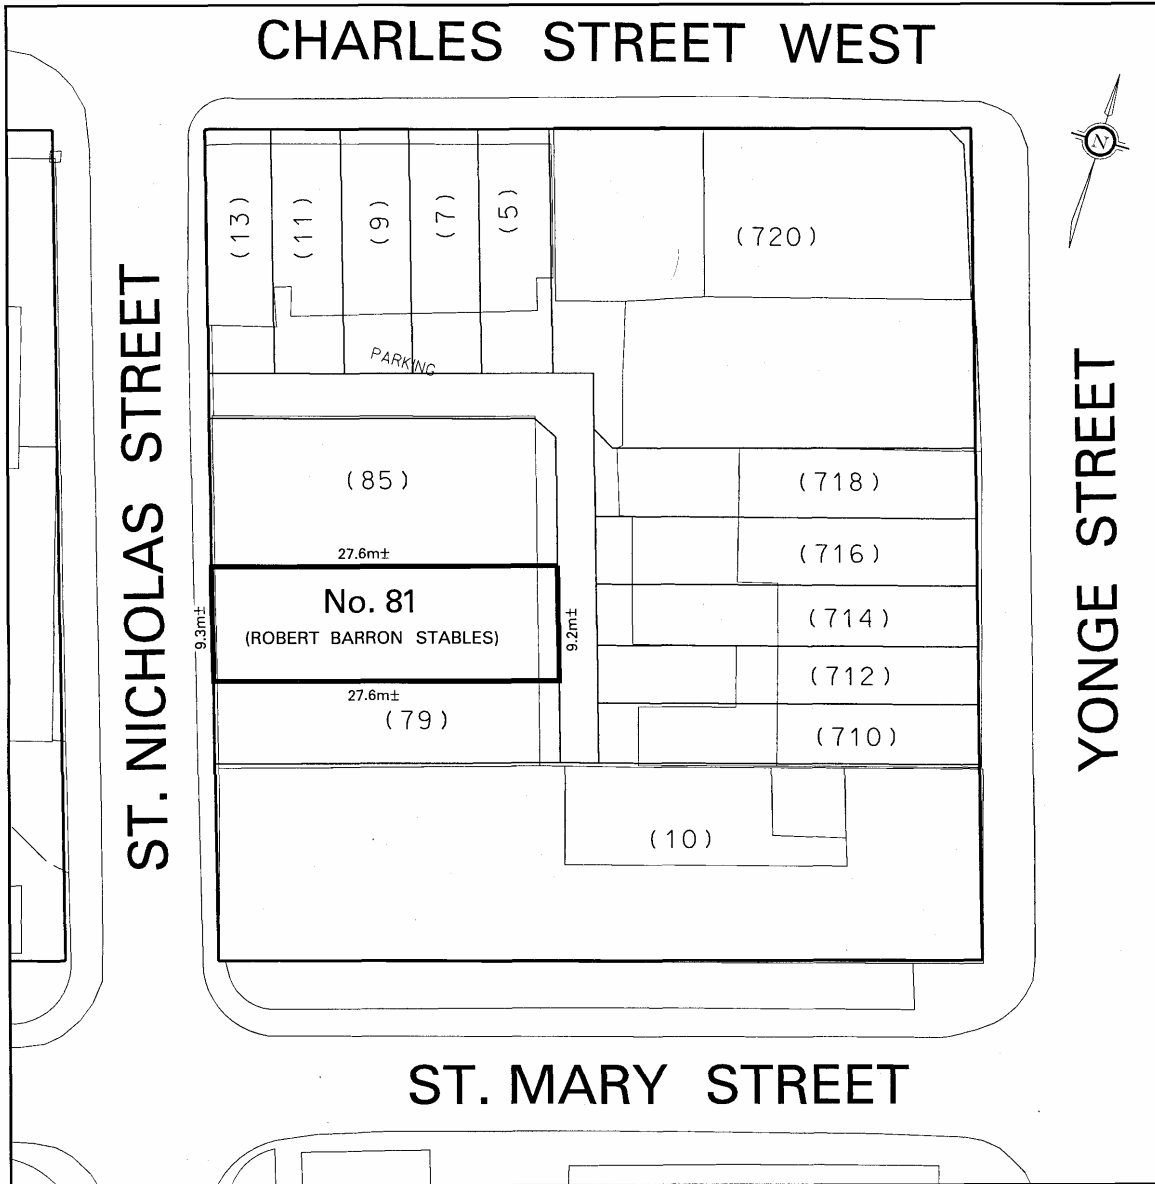 CHARLES STREET WEST
N
(13)
(11)
(9)
(7)
(5)
(720)
PARKING
ST. NICHOLAS STREET
YONGE STREET
(85)
(718)
(716)
27.6m±
No. 81
(ROBERT BARRON STABLES)
9.3m±
9.2m±
(714)
(712)
27.6m±
(79)
(710)
(10)
ST. MARY STREET